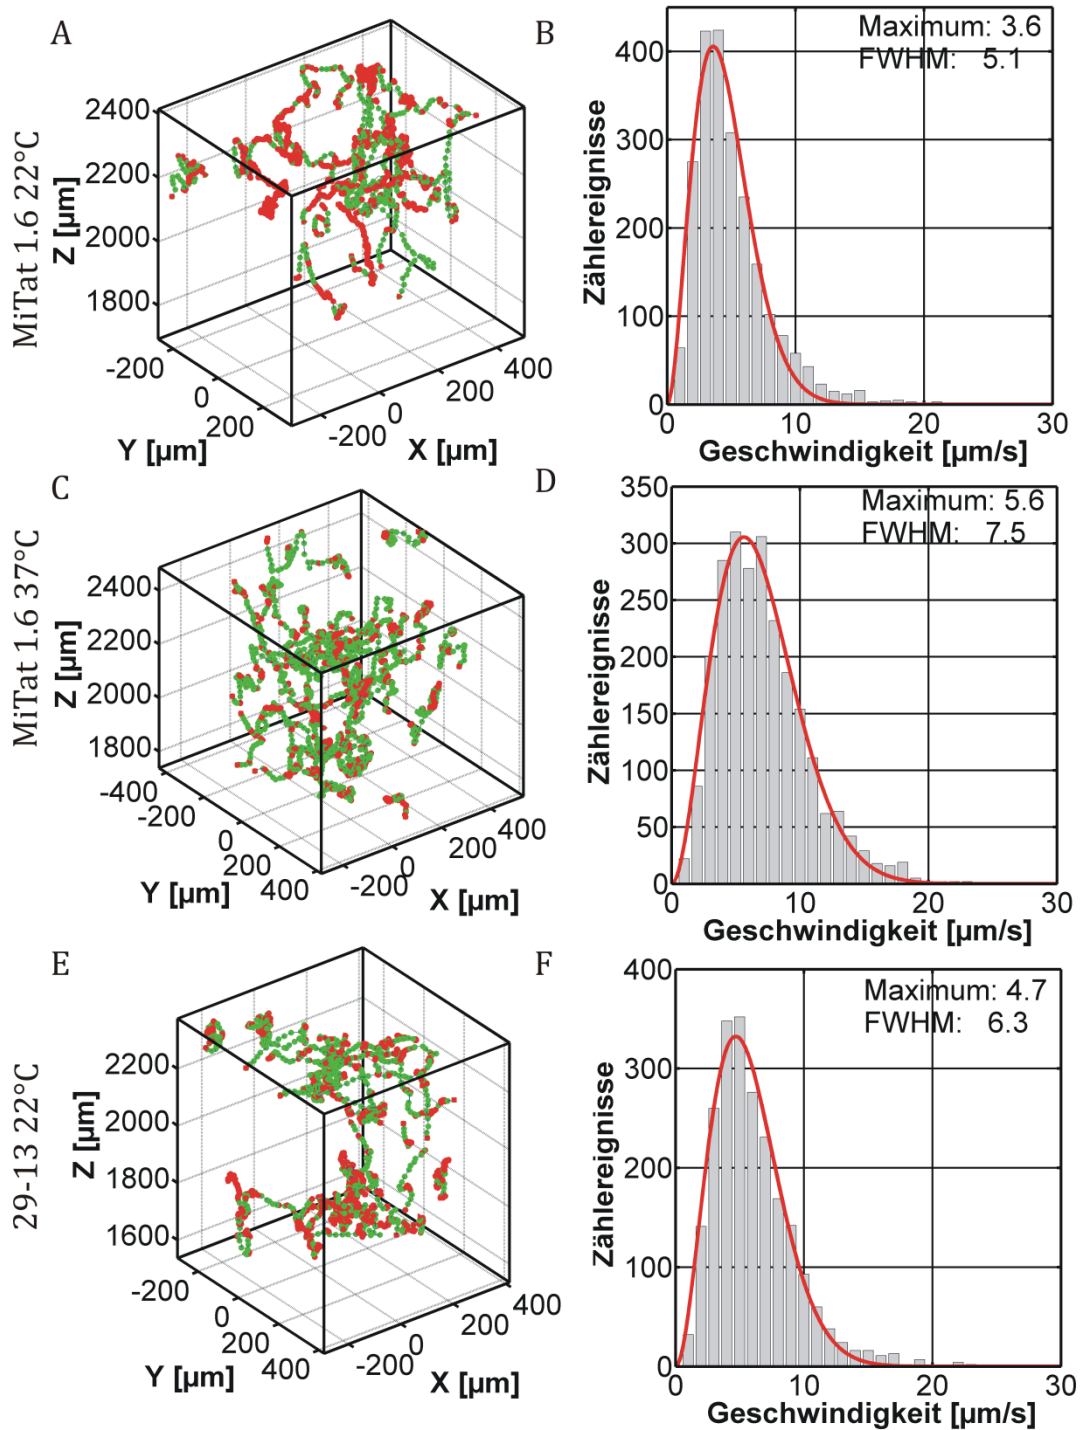 MiTat 1.6 22°C
A
2400
2200
2000
1800
Z [µm]
-200
0
200
Y [µm]
-200
0
200
400
X [µm]
B
Maximum: 3.6
FWHM: 5.1
400
300
200
100
0
Zählereignisse
0
10
20
30
Geschwindigkeit [µm/s]
MiTat 1.6 37°C
C
2400
2200
2000
1800
Z [µm]
-400
-200
0
200
400
Y [µm]
-200
0
200
400
X [µm]
D
Maximum: 5.6
FWHM: 7.5
350
300
250
200
150
100
50
0
Zählereignisse
0
10
20
30
Geschwindigkeit [µm/s]
29-13 22°C
E
2200
2000
1800
1600
Z [µm]
-200
0
200
400
Y [µm]
-200
0
200
400
X [µm]
F
Maximum: 4.7
FWHM: 6.3
400
300
200
100
0
Zählereignisse
0
10
20
30
Geschwindigkeit [µm/s]